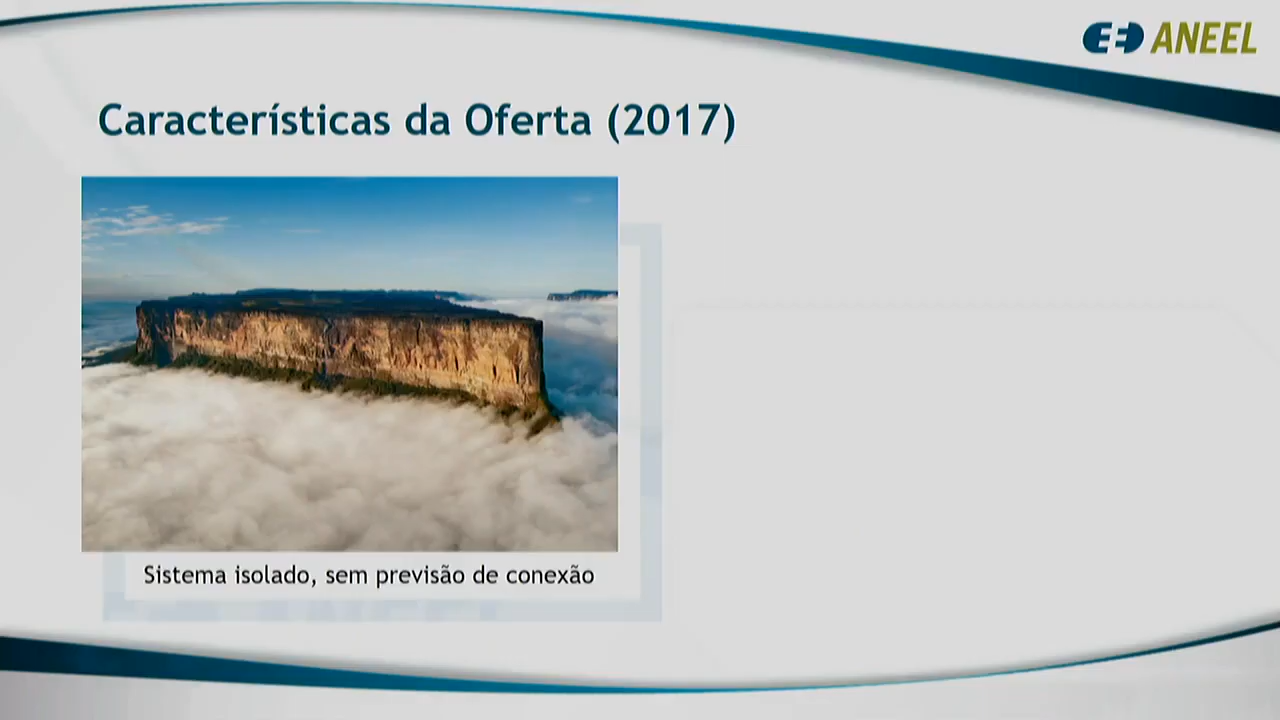 ANEEL
Características da Oferta (2017)
Sistema isolado, sem previsão de conexão